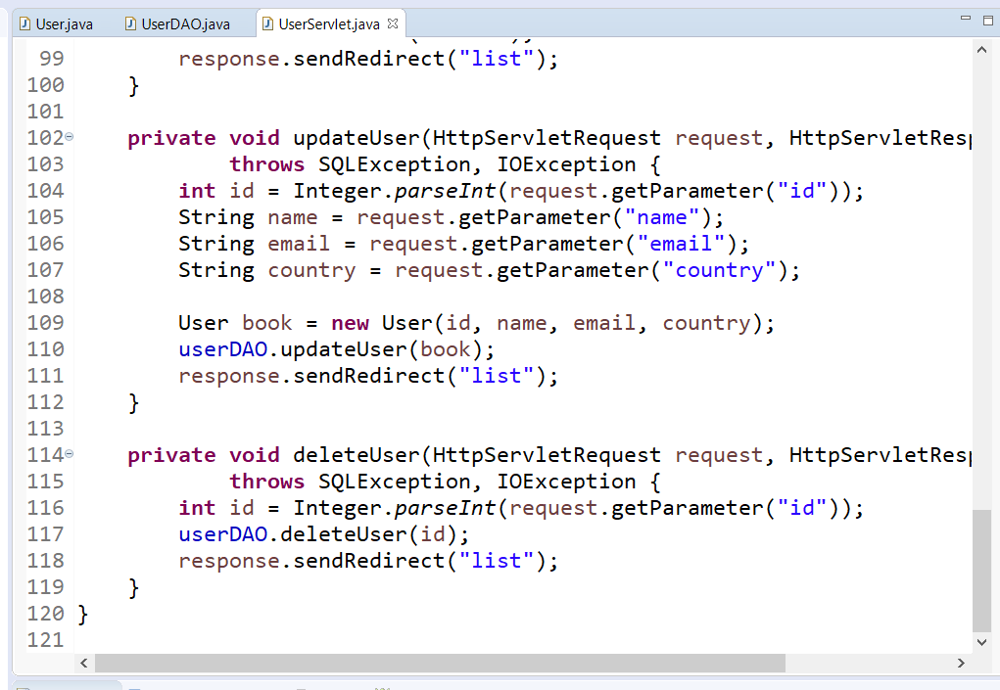 User.java UserDAO.java UserServlet.java
99 response.sendRedirect("list");
100 }
101
102 private void updateUser(HttpServletRequest request, HttpServletResp
103 throws SQLException, IOException {
104 int id = Integer.parseInt(request.getParameter("id"));
105 String name = request.getParameter("name");
106 String email = request.getParameter("email");
107 String country = request.getParameter("country");
108
109 User book = new User(id, name, email, country);
110 userDAO.updateUser(book);
111 response.sendRedirect("list");
112 }
113
114 private void deleteUser(HttpServletRequest request, HttpServletResp
115 throws SQLException, IOException {
116 int id = Integer.parseInt(request.getParameter("id"));
117 userDAO.deleteUser(id);
118 response.sendRedirect("list");
119 }
120 }
121